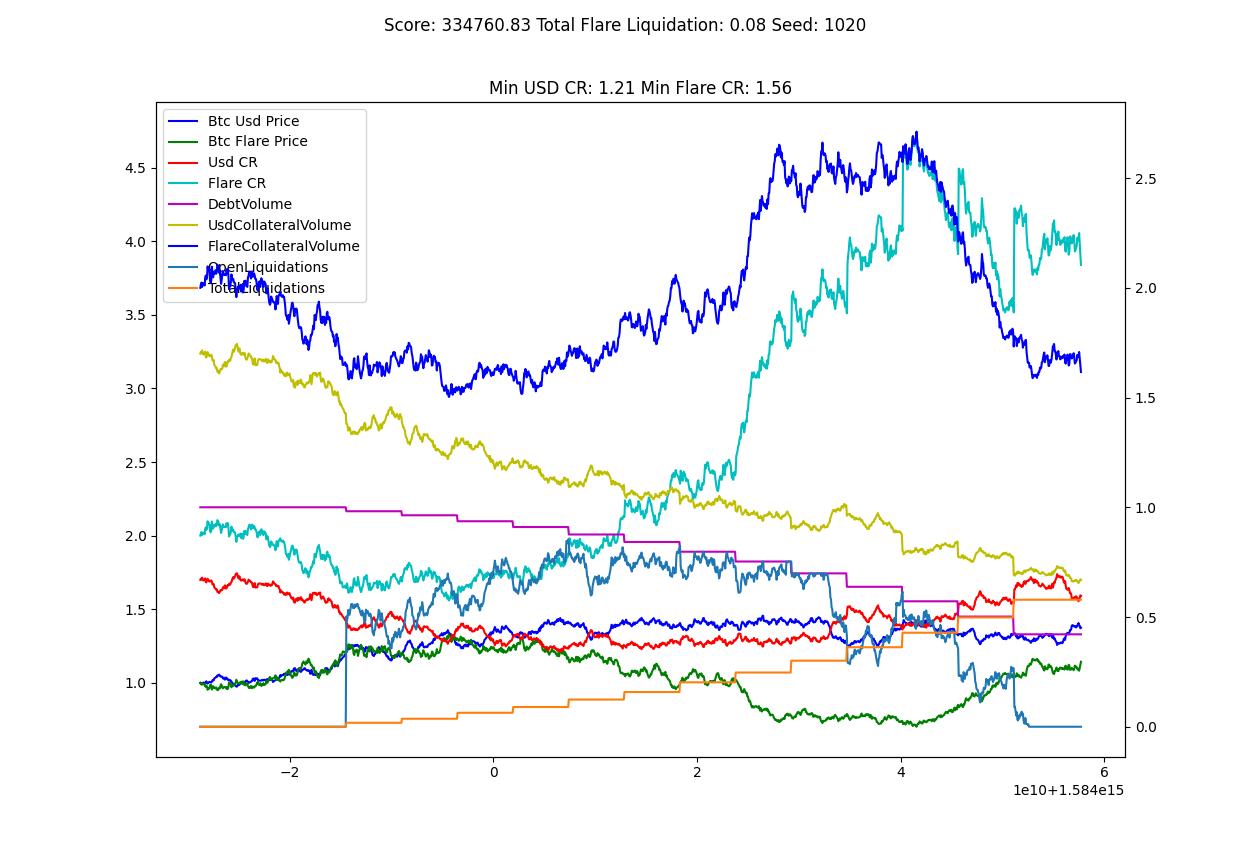 Score: 334760.83 Total Flare Liquidation: 0.08 Seed: 1020
Min USD CR: 1.21 Min Flare CR: 1.56
Btc Usd Price
Btc Flare Price
Usd CR
Flare CR
DebtVolume
UsdCollateralVolume
FlareCollateralVolume
OpenLiquidations
TotalLiquidations
4.5
4.0
3.5
3.0
2.5
2.0
1.5
1.0
2.5
2.0
1.5
1.0
0.5
0.0
−2
0
2
4
6
1e10+1.584e15